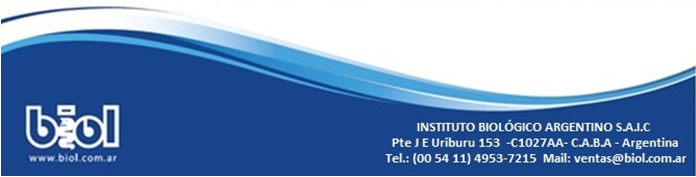 biol
www.biol.com.ar
INSTITUTO BIOLÓGICO ARGENTINO S.A.I.C
Pte J E Uriburu 153 -C1027AA- C.A.B.A - Argentina
Tel.: (00 54 11) 4953-7215 Mail: ventas@biol.com.ar